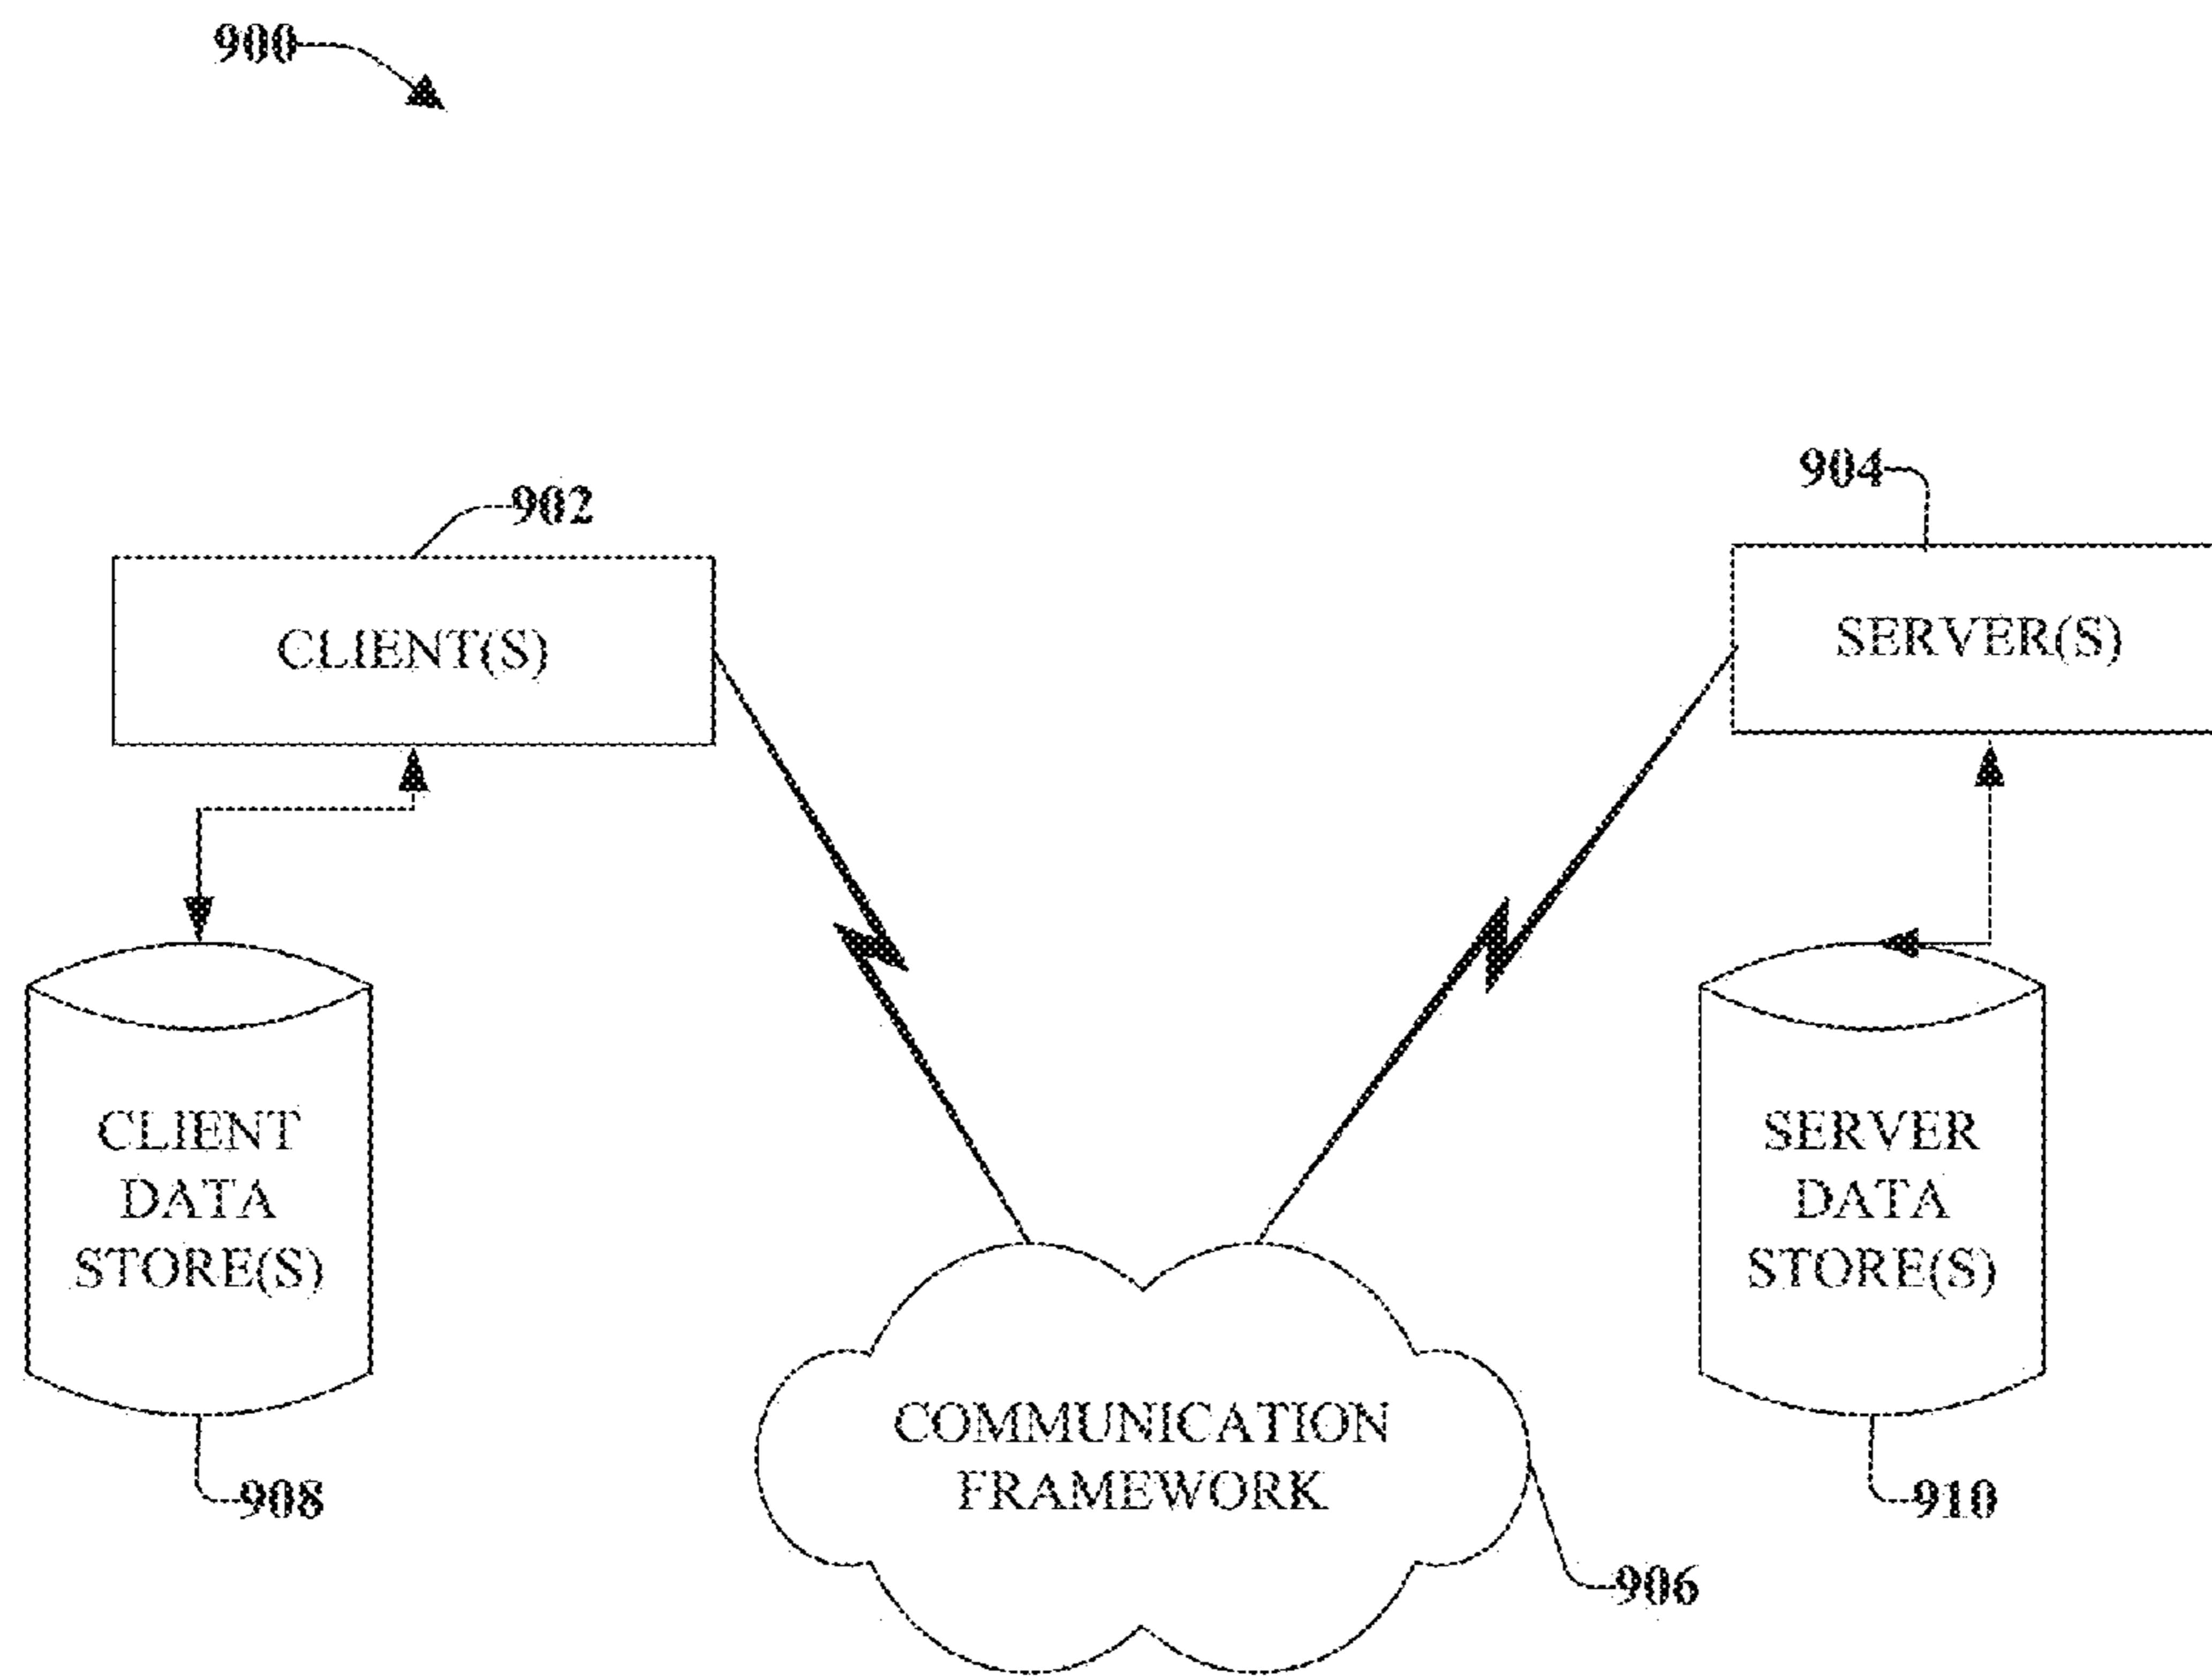 900
904
902
CLIENT(S)
SERVER(S)
CLIENT
DATA
STORE(S)
SERVER
DATA
STORE(S)
COMMUNICATION
FRAMEWORK
908
910
906